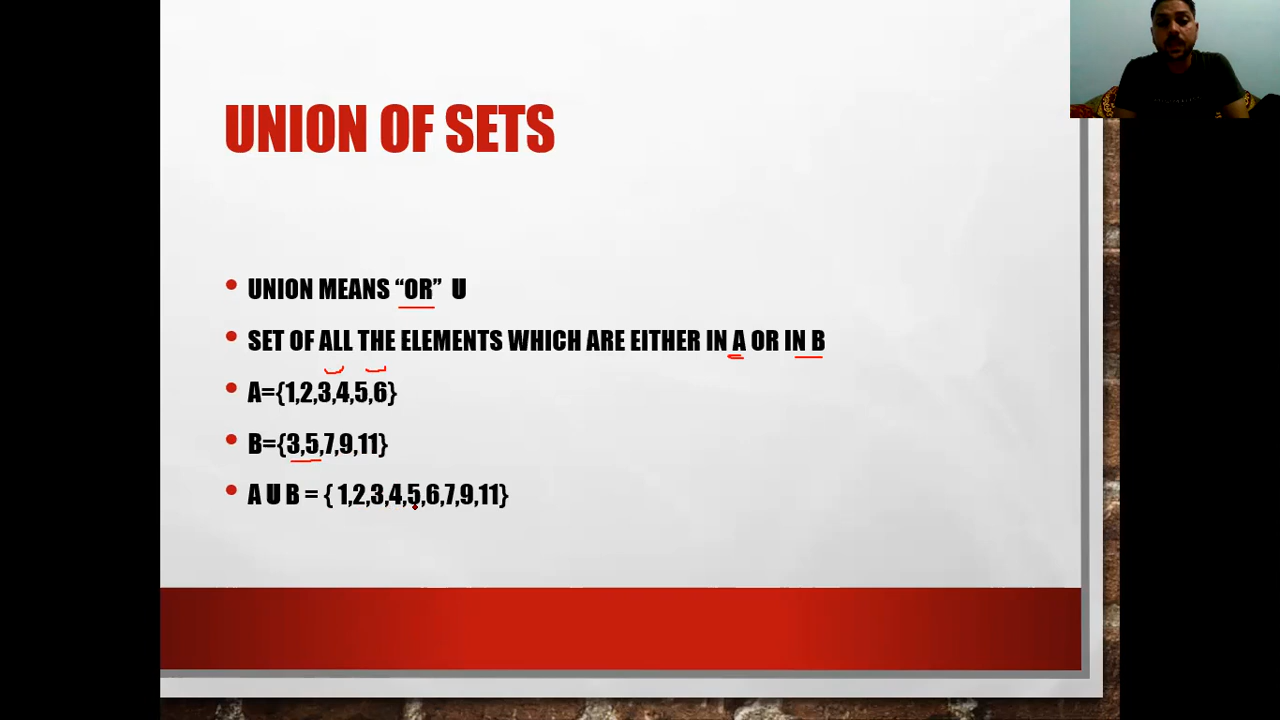 UNION OF SETS
• UNION MEANS “OR” U
• SET OF ALL THE ELEMENTS WHICH ARE EITHER IN A OR IN B
• A={1,2,3,4,5,6}
• B={3,5,7,9,11}
• A U B = { 1,2,3,4,5,6,7,9,11}